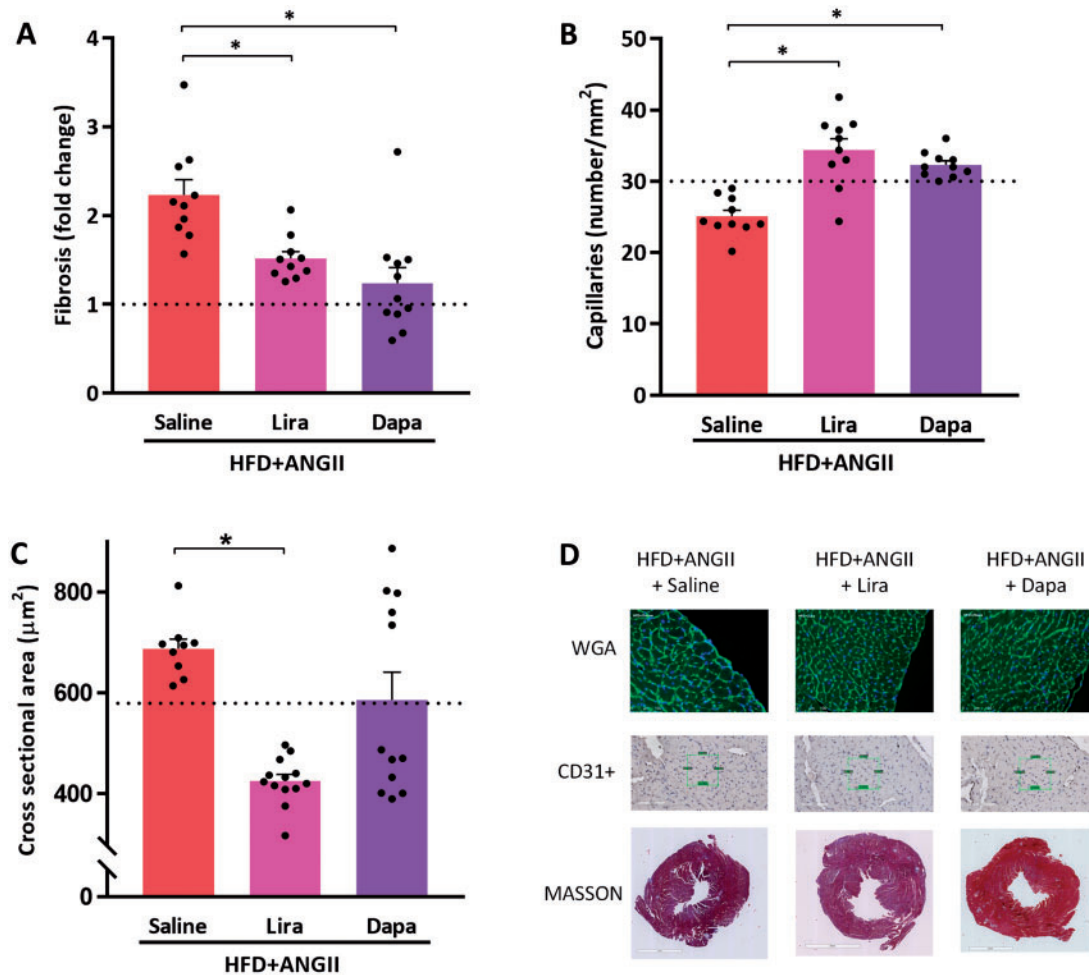 A
Fibrosis (fold change)
4
3
2
1
0
*
*
Saline Lira Dapa
HFD+ANGII
B
Capillaries (number/mm²)
50
40
30
20
10
0
*
*
Saline Lira Dapa
HFD+ANGII
C
Cross sectional area (μm²)
800
600
400
0
*
Saline Lira Dapa
HFD+ANGII
D
HFD+ANGII HFD+ANGII HFD+ANGII
+ Saline + Lira + Dapa
WGA
CD31+
MASSON